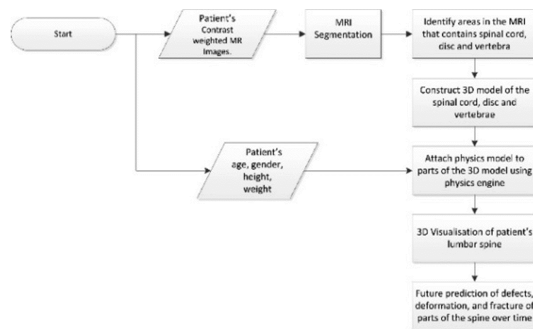 Start
Patient's
Contrast
weighted MR
Images.
MRI
Segmentation
Identify areas in the MRI
that contains spinal cord,
disc and vertebra
Construct 3D model of the
spinal cord, disc and
vertebrae
Patient's
age, gender,
height,
weight
Attach physics model to
parts of the 3D model using
physics engine
3D Visualisation of patient's
lumbar spine
Future prediction of defects,
deformation, and fracture of
parts of the spine over time